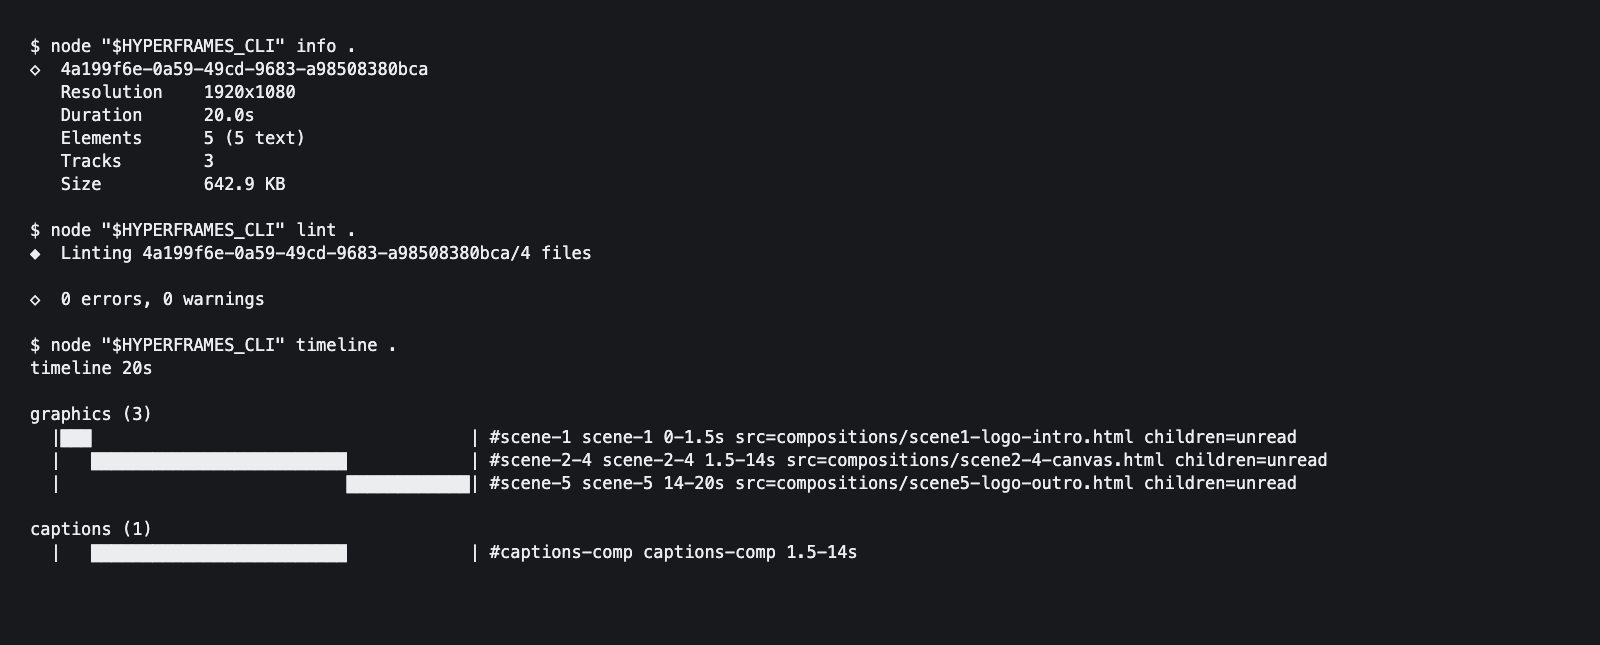 $ node "$HYPERFRAMES_CLI" info .
◇  4a199f6e-0a59-49cd-9683-a98508380bca
   Resolution    1920x1080
   Duration      20.0s
   Elements      5 (5 text)
   Tracks        3
   Size          642.9 KB

$ node "$HYPERFRAMES_CLI" lint .
◆  Linting 4a199f6e-0a59-49cd-9683-a98508380bca/4 files

◇  0 errors, 0 warnings

$ node "$HYPERFRAMES_CLI" timeline .
timeline 20s

graphics (3)
  |███                                     | #scene-1 scene-1 0-1.5s src=compositions/scene1-logo-intro.html children=unread
  |   █████████████████████████            | #scene-2-4 scene-2-4 1.5-14s src=compositions/scene2-4-canvas.html children=unread
  |                            ████████████| #scene-5 scene-5 14-20s src=compositions/scene5-logo-outro.html children=unread

captions (1)
  |   █████████████████████████            | #captions-comp captions-comp 1.5-14s